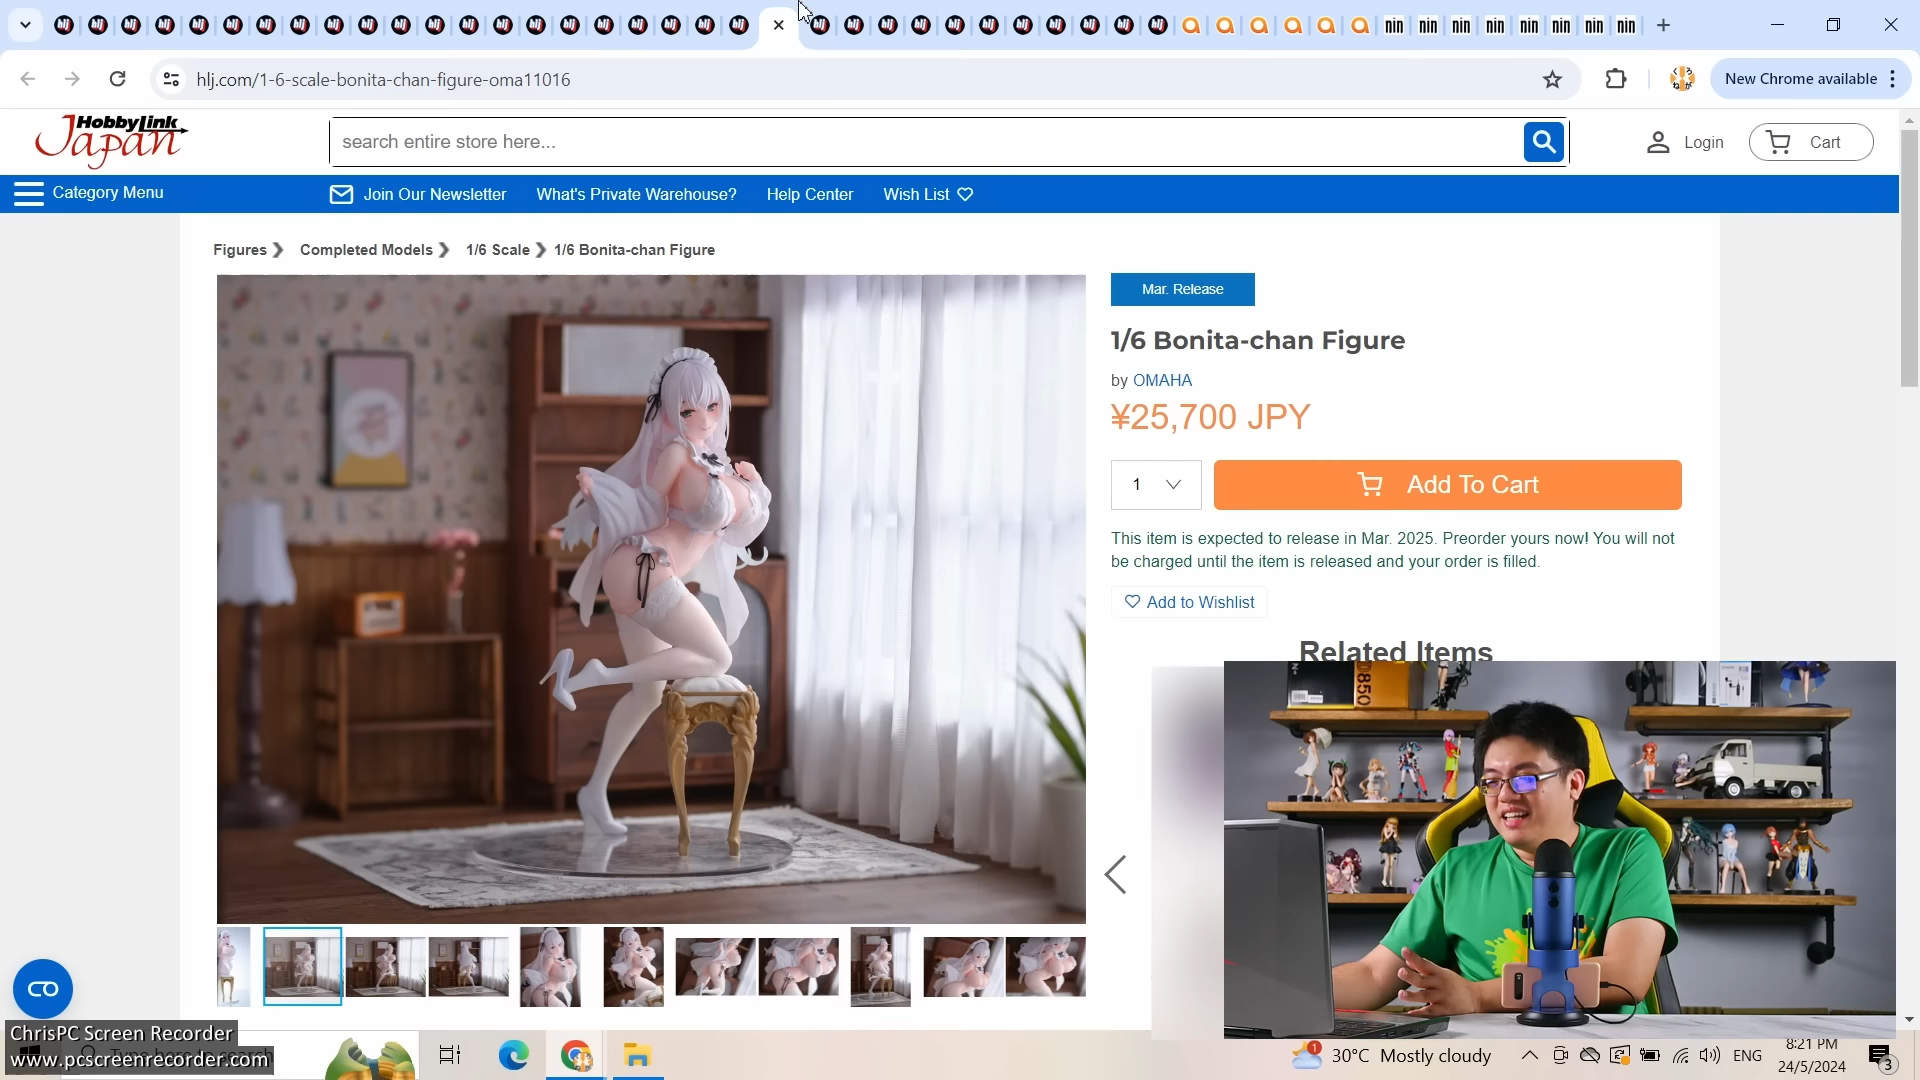 hlj.com/1-6-scale-bonita-chan-figure-oma11016
New Chrome available
HobbyLink
Japan
search entire store here...
Login
Cart
Category Menu
Join Our Newsletter
What's Private Warehouse?
Help Center
Wish List
Figures
Completed Models
1/6 Scale
1/6 Bonita-chan Figure
Mar. Release
1/6 Bonita-chan Figure
by OMAHA
¥25,700 JPY
1
Add To Cart
This item is expected to release in Mar. 2025. Preorder yours now! You will not
be charged until the item is released and your order is filled.
Add to Wishlist
Related Items
D850
ChrisPC Screen Recorder
www.pcscreenrecorder.com
30°C Mostly cloudy
ENG
8:21 PM
24/5/2024
3